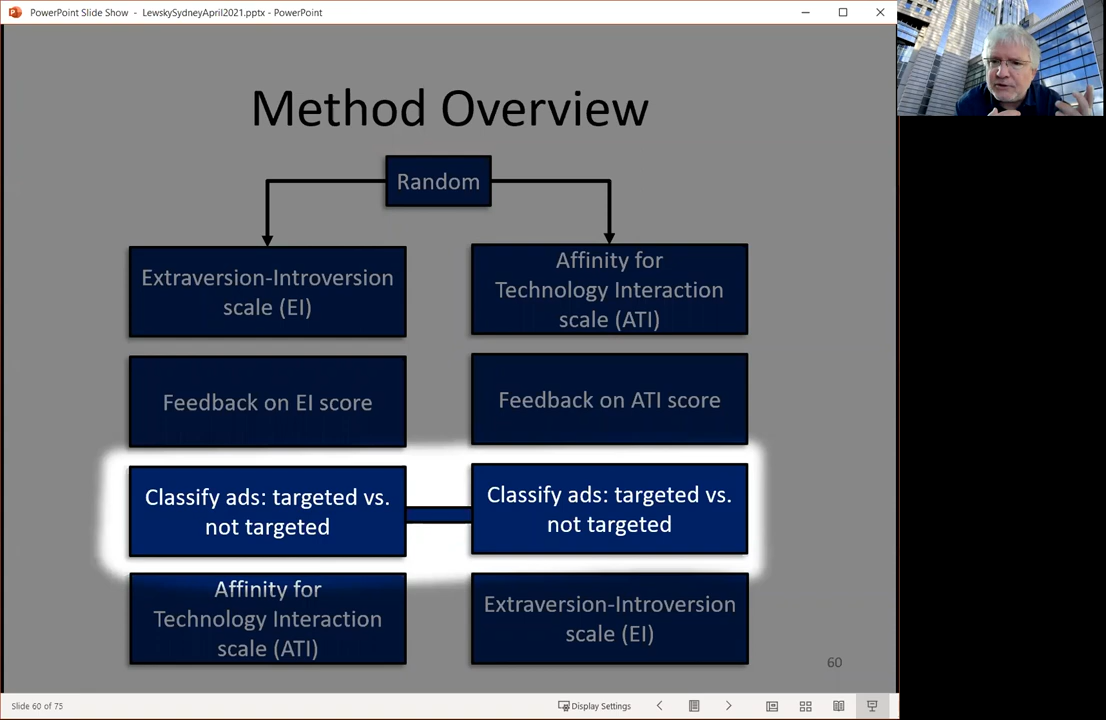 PowerPoint Slide Show - LewskySydneyApril2021.pptx - PowerPoint
Method Overview
Random
Extraversion-Introversion
scale (EI)
Affinity for
Technology Interaction
scale (ATI)
Feedback on EI score
Feedback on ATI score
Classify ads: targeted vs.
not targeted
Classify ads: targeted vs.
not targeted
Affinity for
Technology Interaction
scale (ATI)
Extraversion-Introversion
scale (EI)
60
Slide 60 of 75
Display Settings